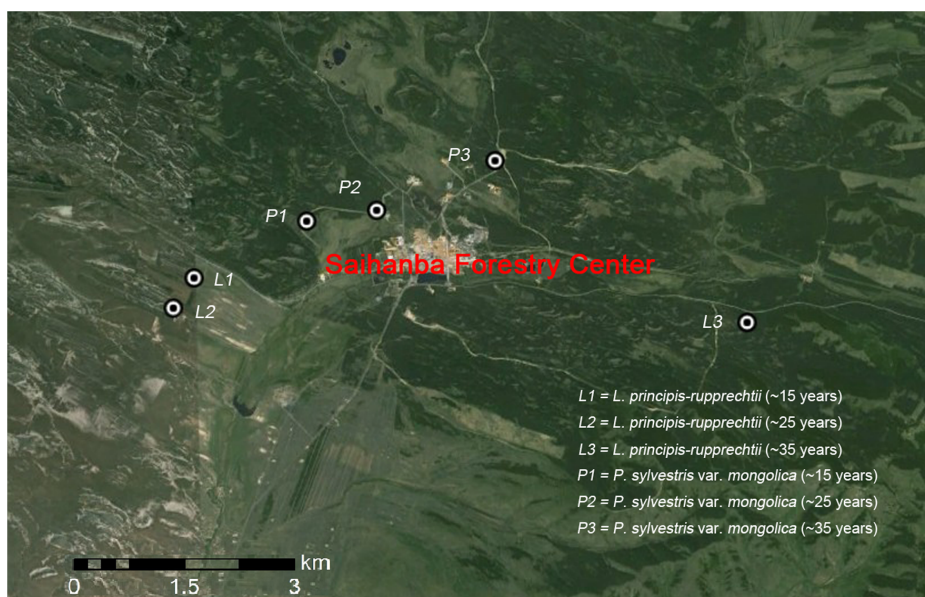 P3
P2
P1
Saihanba Forestry Center
L1
L2
L3
L1 = L. principis-rupprechtii (~15 years)
L2 = L. principis-rupprechtii (~25 years)
L3 = L. principis-rupprechtii (~35 years)
P1 = P. sylvestris var. mongolica (~15 years)
P2 = P. sylvestris var. mongolica (~25 years)
P3 = P. sylvestris var. mongolica (~35 years)
km
0 1.5 3